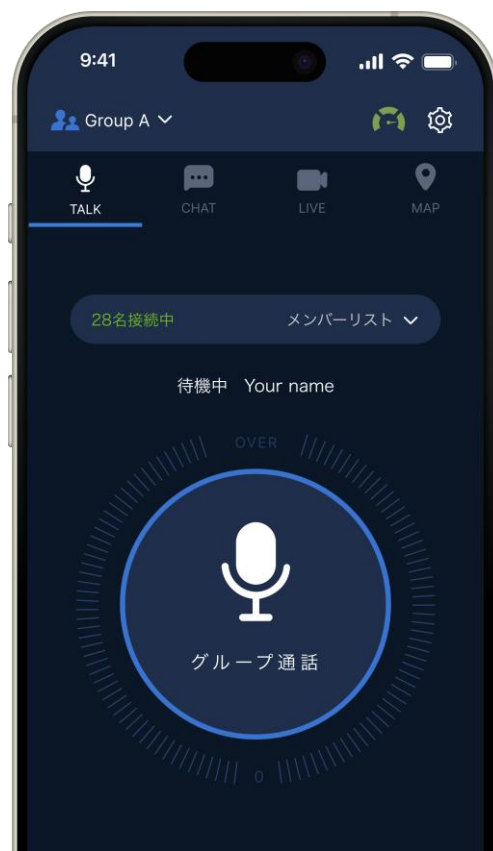 9:41
Group A
TALK CHAT LIVE MAP
28名接続中 メンバーリスト
待機中 Your name
OVER
グループ通話
0